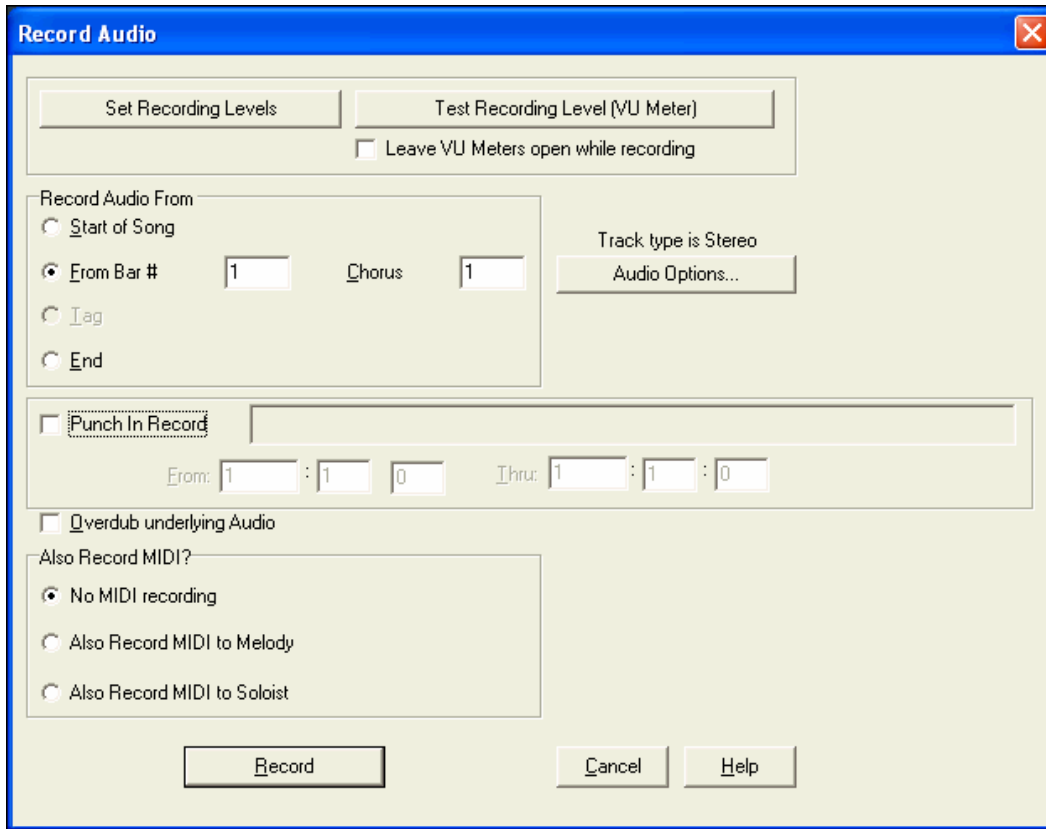 Record Audio
Set Recording Levels Test Recording Level (VU Meter)
Leave VU Meters open while recording
Record Audio From
Start of Song
Track type is Stereo
From Bar # 1 Chorus 1 Audio Options...
Tag
End
Punch In Record
From: 1 : 1 0 Thru: 1 : 1 : 0
Overdub underlying Audio
Also Record MIDI?
No MIDI recording
Also Record MIDI to Melody
Also Record MIDI to Soloist
Record Cancel Help